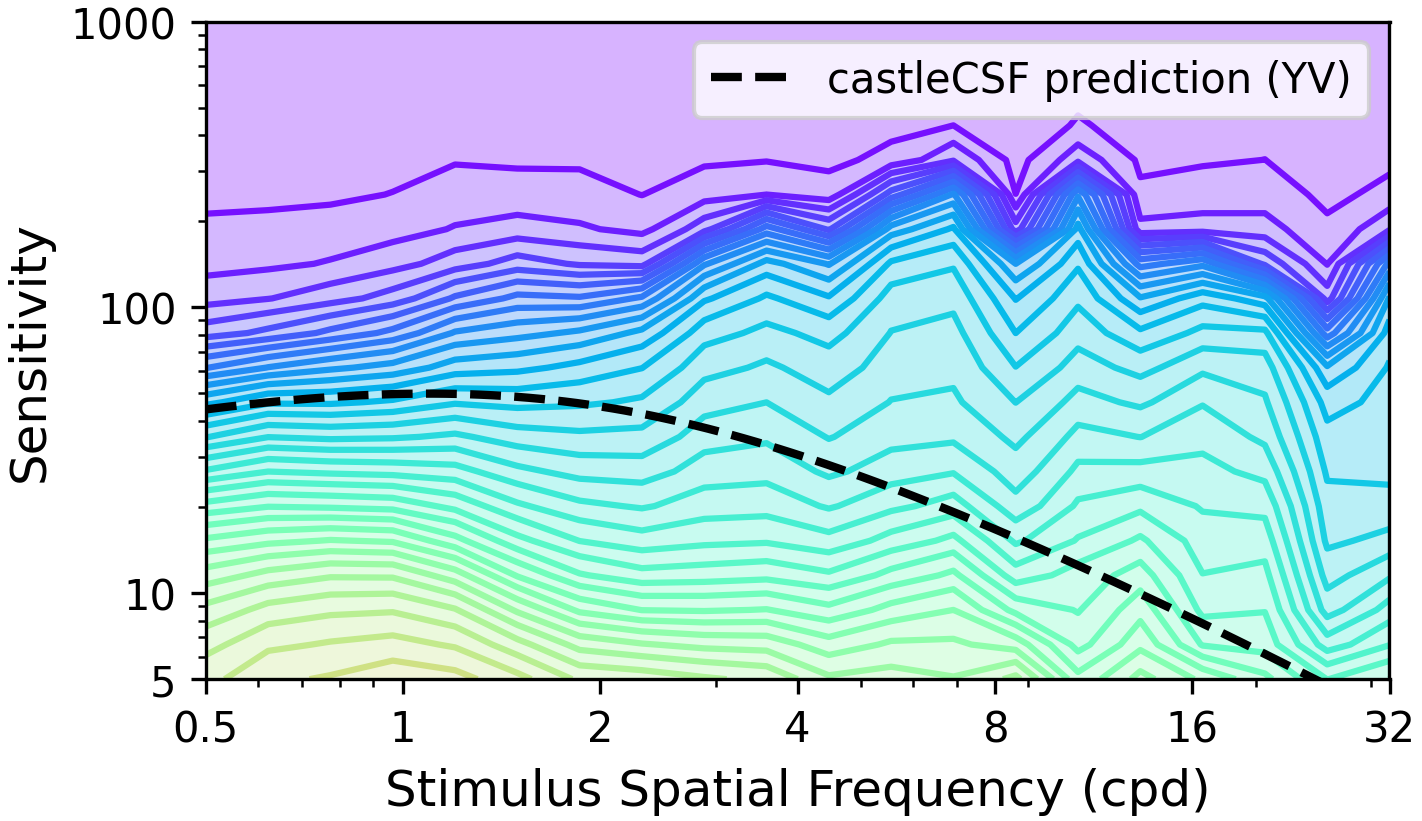 1000
castleCSF prediction (YV)
Sensitivity
100
10
5
0.5 1 2 4 8 16 32
Stimulus Spatial Frequency (cpd)